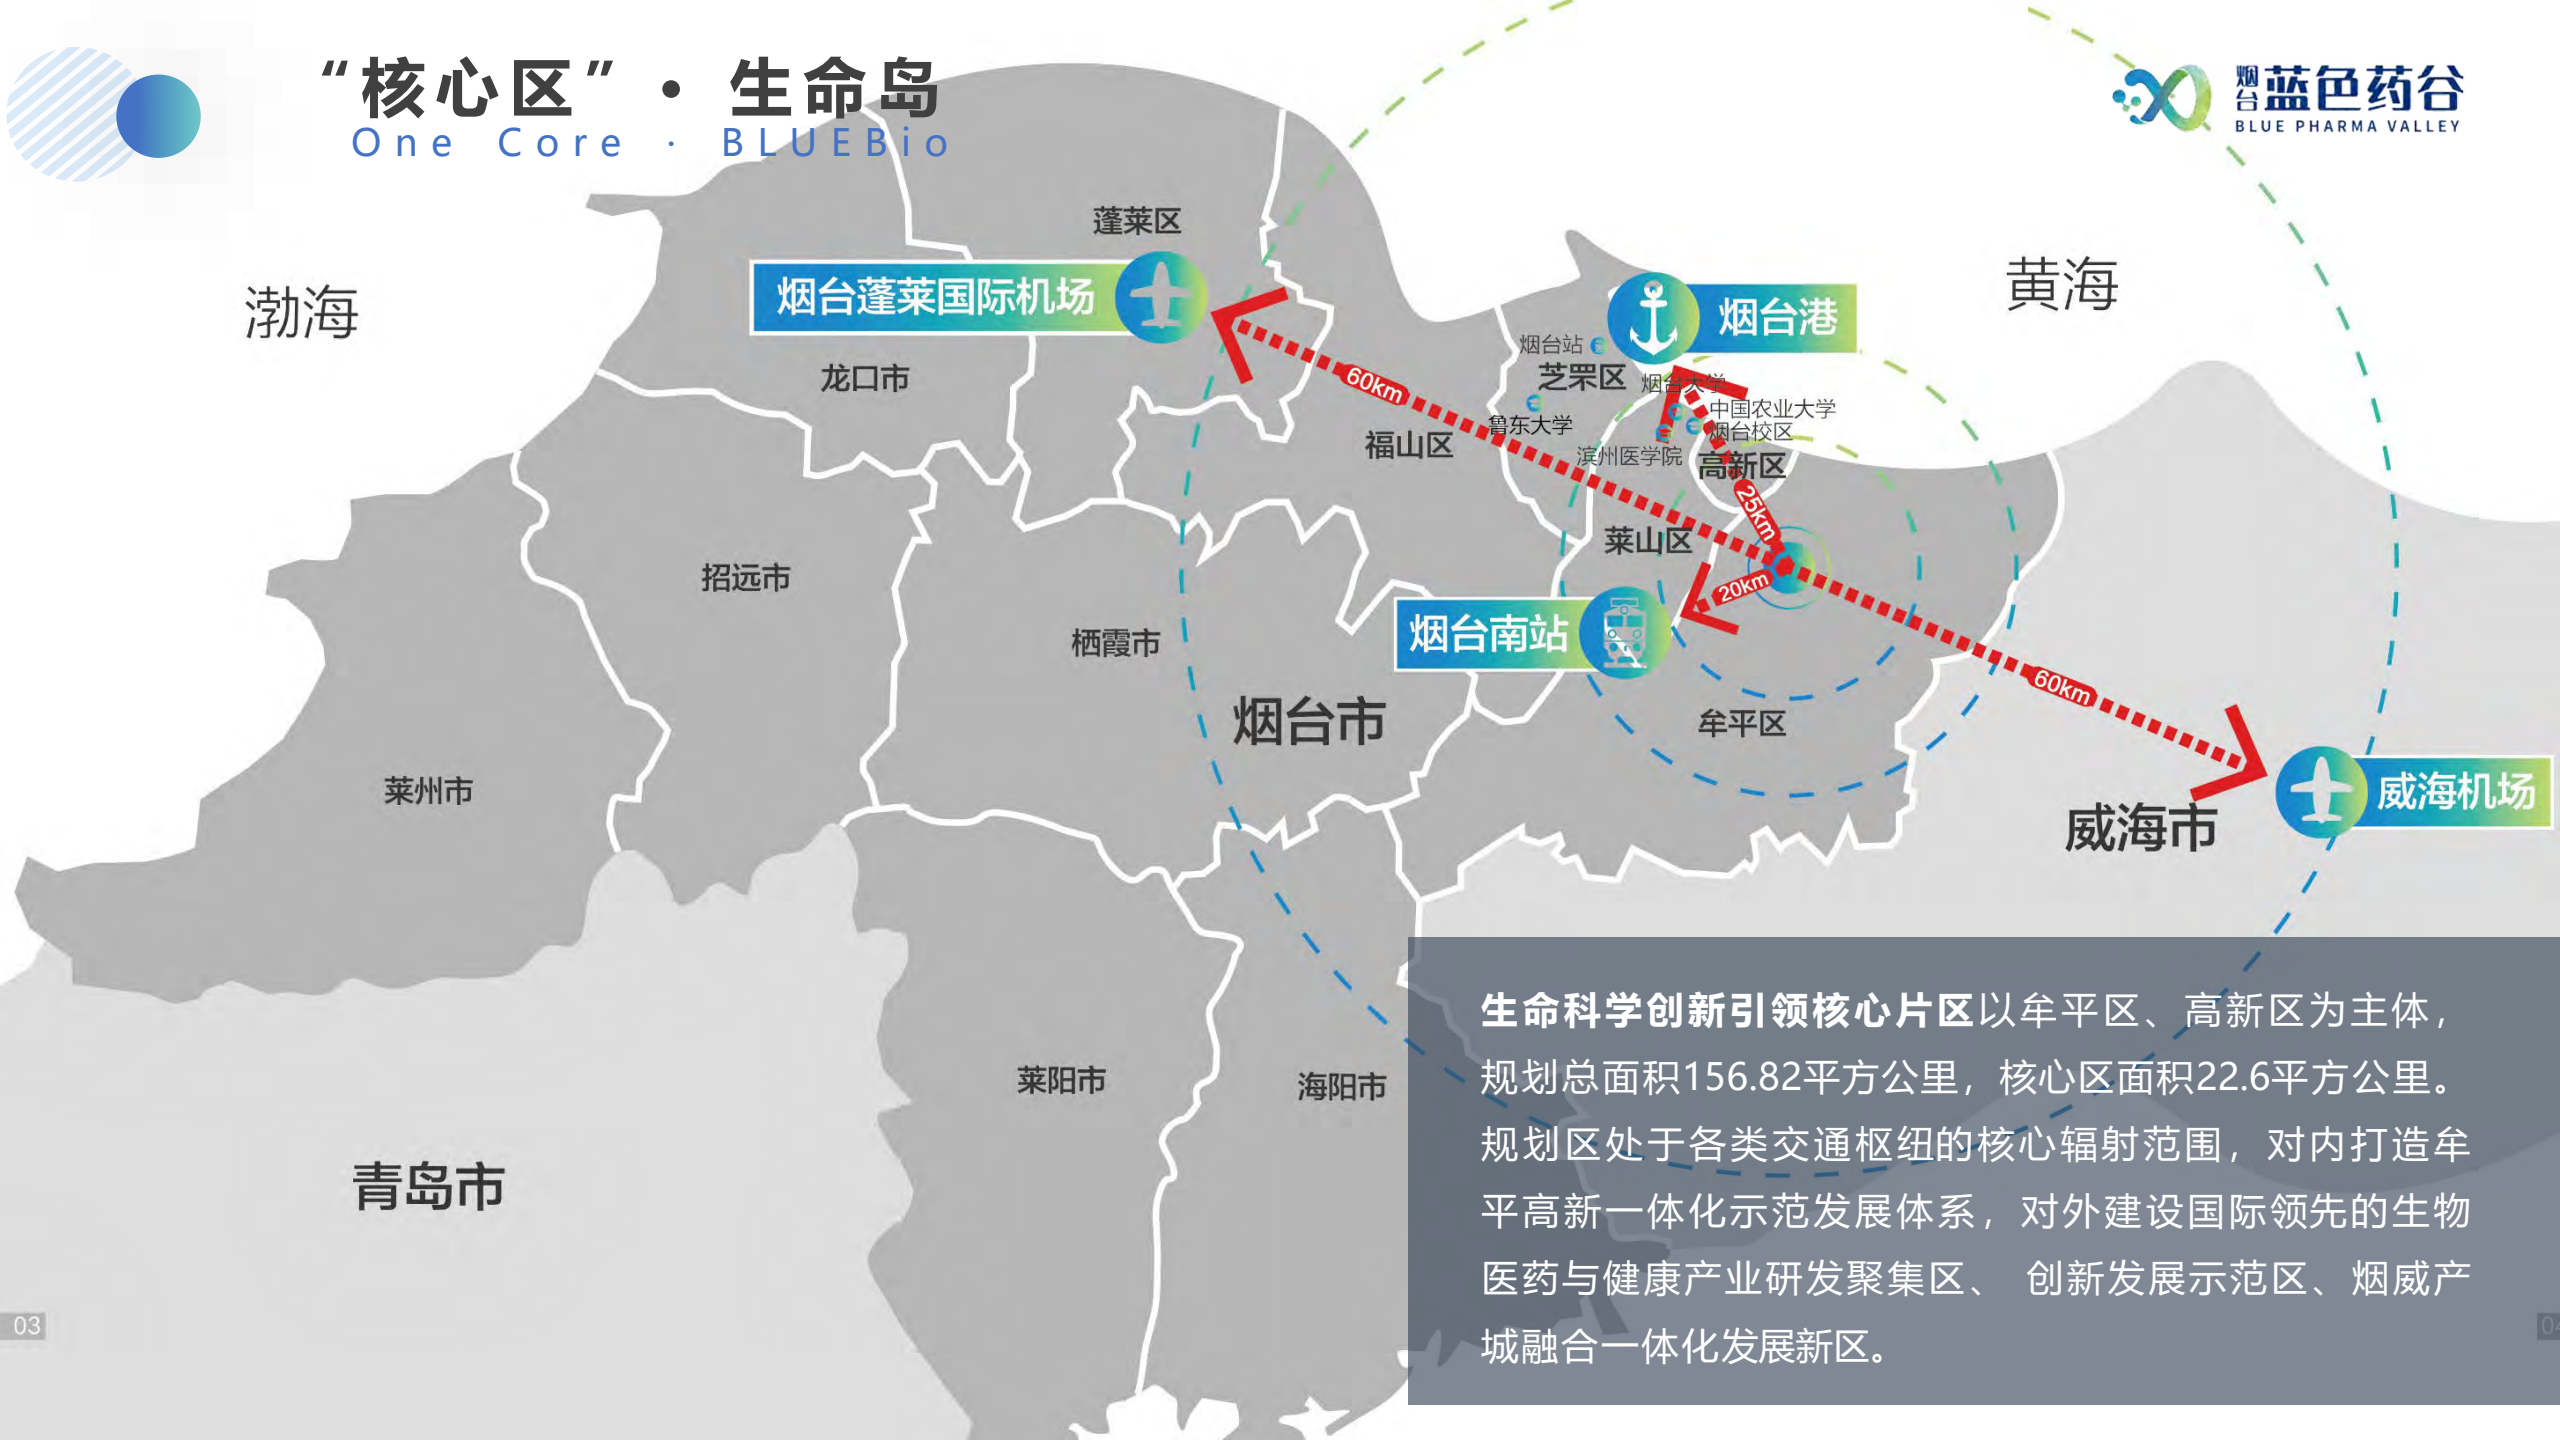 “核心区”· 生命岛
One Core · BLUEBio
烟台
蓝色药谷
BLUE PHARMA VALLEY
渤海
黄海
蓬莱区
烟台蓬莱国际机场
烟台港
龙口市
60km
烟台站
芝罘区
烟台大学
中国农业大学
烟台校区
鲁东大学
福山区
滨州医学院
高新区
25km
莱山区
招远市
20km
栖霞市
烟台南站
60km
烟台市
牟平区
莱州市
威海机场
威海市
莱阳市
海阳市
青岛市
生命科学创新引领核心片区以牟平区、高新区为主体，
规划总面积156.82平方公里，核心区面积22.6平方公里。
规划区处于各类交通枢纽的核心辐射范围，对内打造牟
平高新一体化示范发展体系，对外建设国际领先的生物
医药与健康产业研发聚集区、 创新发展示范区、烟威产
城融合一体化发展新区。
03